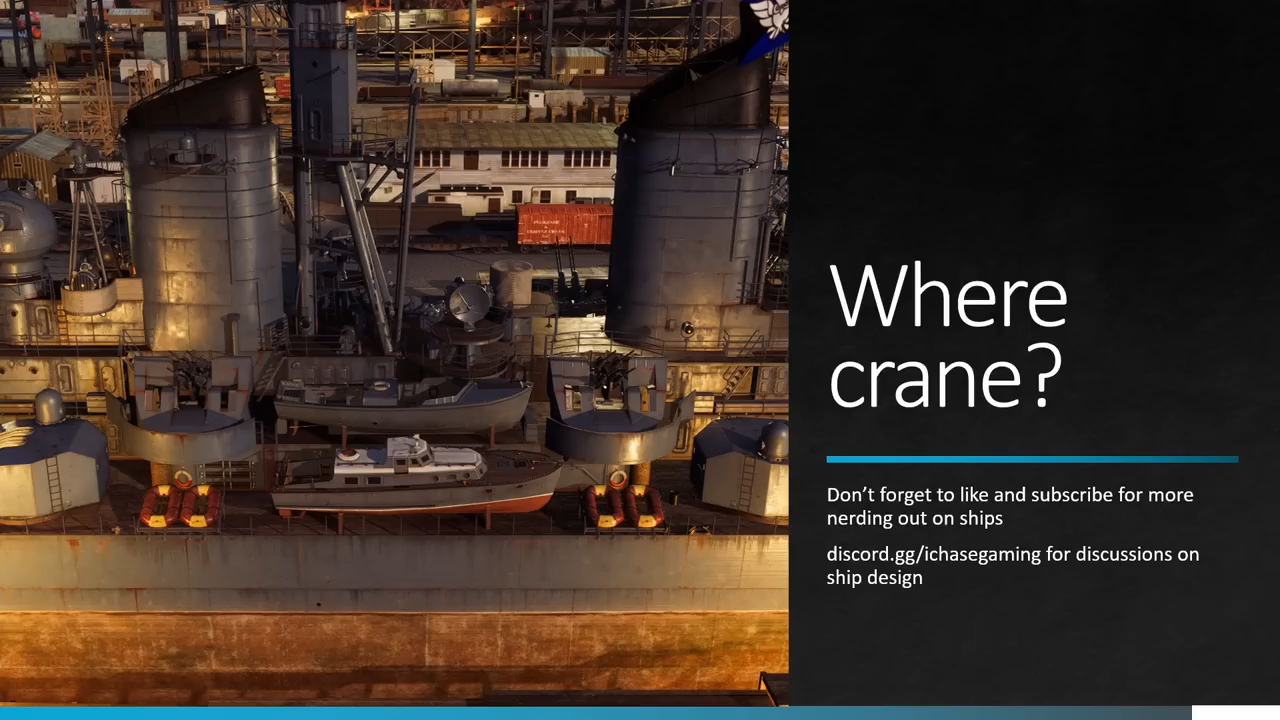 Where
crane?
Don’t forget to like and subscribe for more
nerding out on ships
discord.gg/ichasegaming for discussions on
ship design